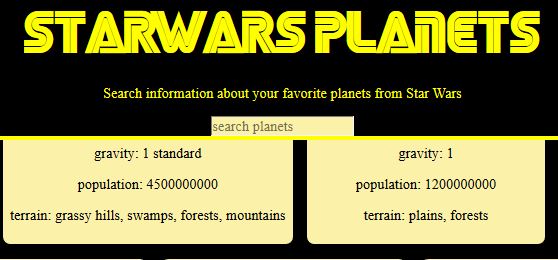 STARWARS PLANETS
Search information about your favorite planets from Star Wars
search planets
gravity: 1 standard
population: 4500000000
terrain: grassy hills, swamps, forests, mountains
gravity: 1
population: 1200000000
terrain: plains, forests